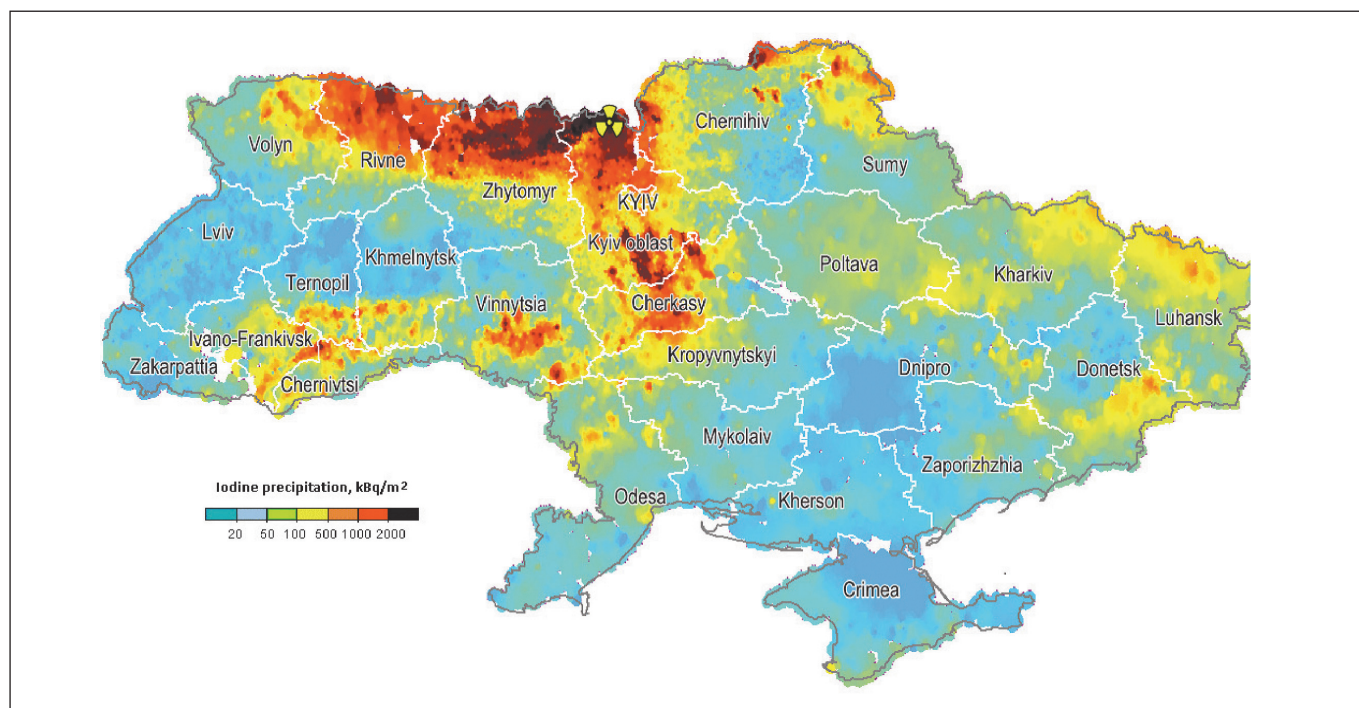 Chernihiv
Volyn
Rivne
Sumy
Zhytomyr
KYIV
Lviv
Kyiv oblast
Khmelnytsk
Poltava
Kharkiv
Ternopil
Vinnytsia
Cherkasy
Luhansk
Ivano-Frankivsk
Kropyvnytskyi
Zakarpattia
Dnipro
Donetsk
Chernivtsi
Mykolaiv
Zaporizhzhia
Odesa
Kherson
Iodine precipitation, kBq/m²
20 50 100 500 1000 2000
Crimea